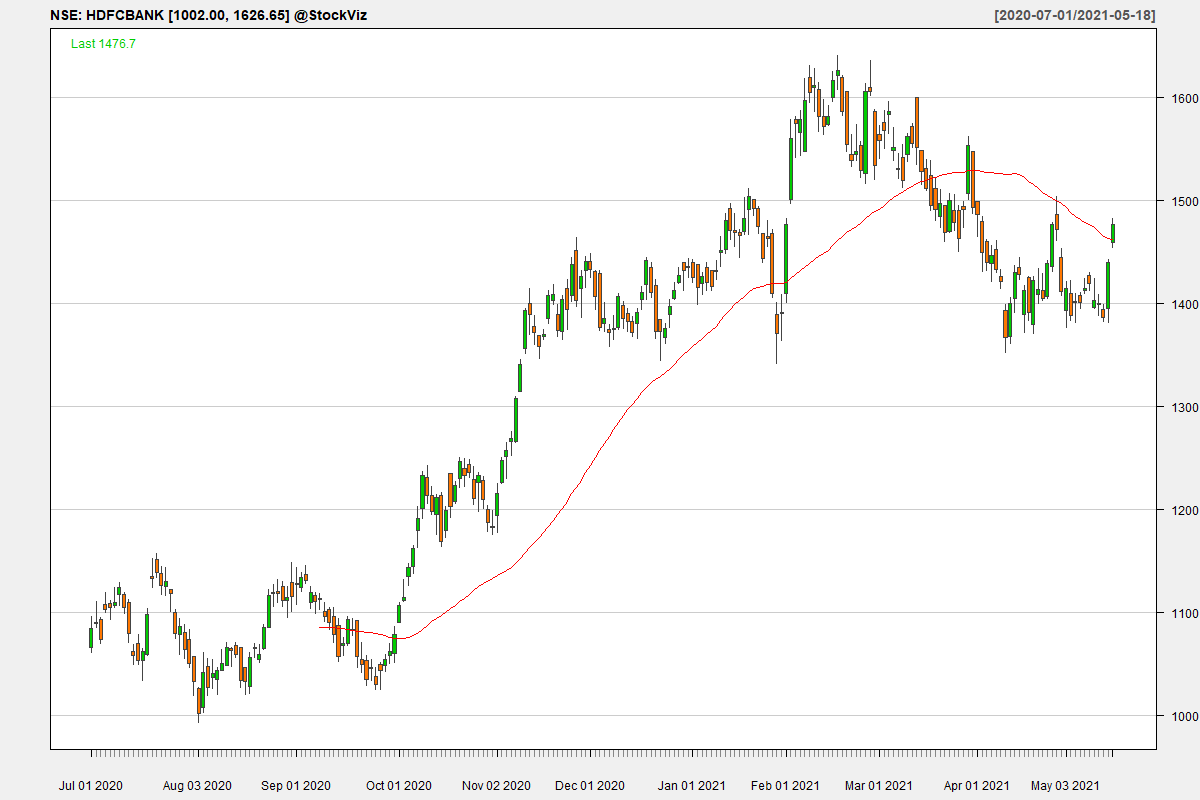 NSE: HDFCBANK [1002.00, 1626.65] @StockViz [2020-07-01/2021-05-18]
Last 1476.7
1600
1500
1400
1300
1200
1100
1000
Jul 01 2020 Aug 03 2020 Sep 01 2020 Oct 01 2020 Nov 02 2020 Dec 01 2020 Jan 01 2021 Feb 01 2021 Mar 01 2021 Apr 01 2021 May 03 2021